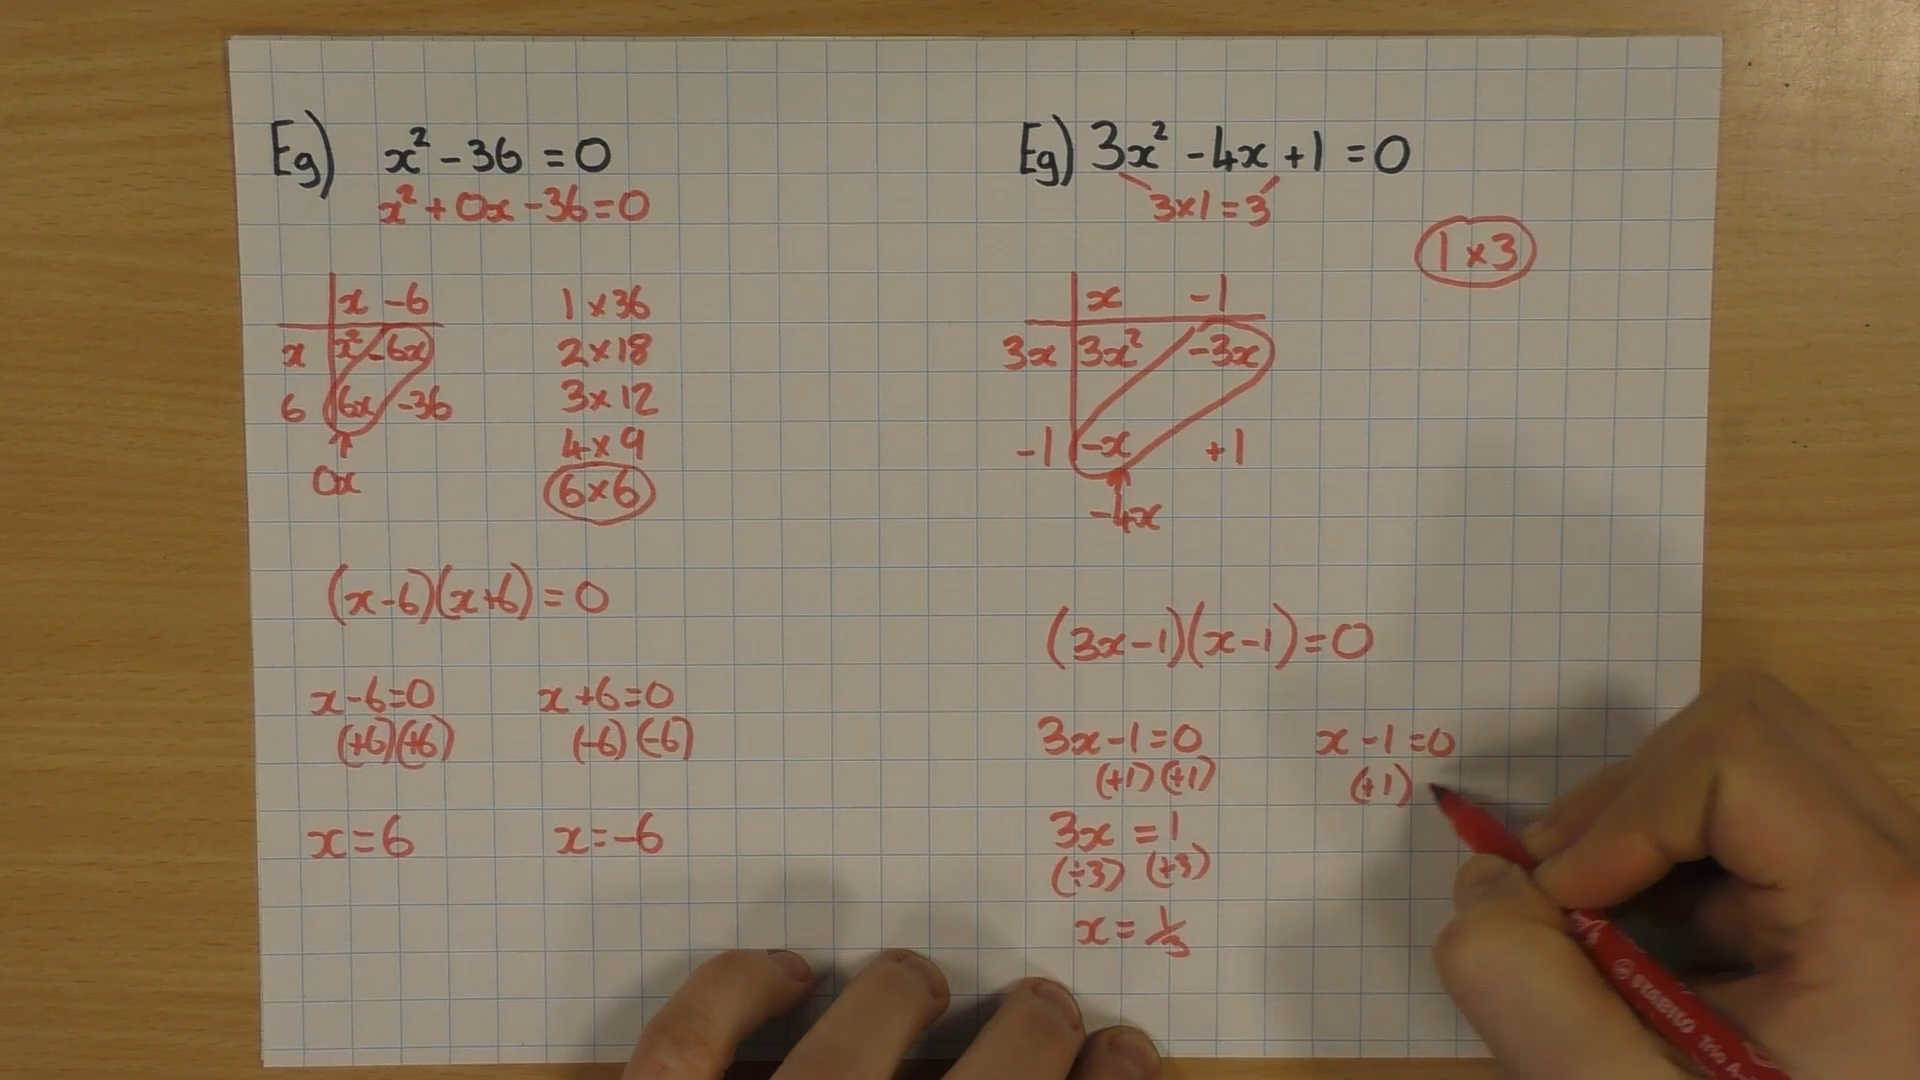 Eg) x² - 36 = 0
x² + 0x - 36 = 0
x -6
x x² -6x
6 6x -36
0x
1 × 36
2 × 18
3 × 12
4 × 9
6 × 6
(x-6)(x+6) = 0
x-6=0 x+6=0
(+6)(+6) (-6)(-6)
x=6 x=-6
Eg) 3x² - 4x + 1 = 0
3×1 = 3
1 × 3
x -1
3x 3x² -3x
-1 -x +1
-4x
(3x-1)(x-1)=0
3x-1=0 x-1=0
(+1)(+1) (+1)
3x = 1
(÷3) (÷3)
x = 1/3
STABILO Trio